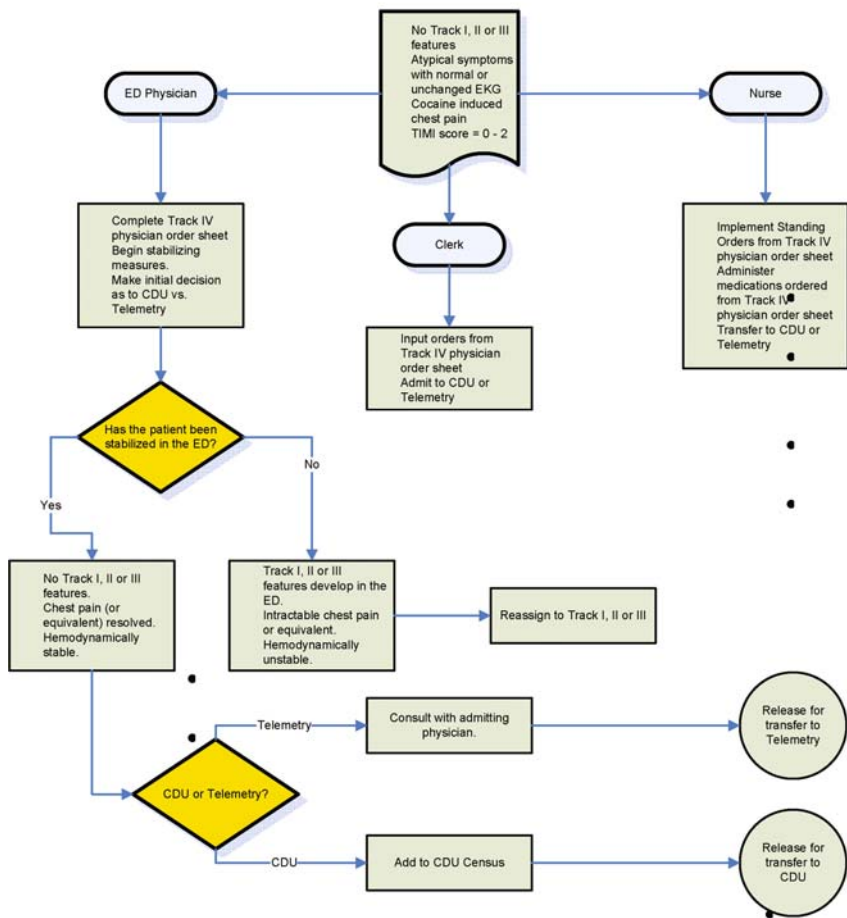 No Track I, II or III
features
Atypical symptoms
with normal or
unchanged EKG
Cocaine induced
chest pain
TIMI score = 0 - 2
ED Physician
Nurse
Clerk
Complete Track IV
physician order sheet
Begin stabilizing
measures.
Make initial decision
as to CDU vs.
Telemetry
Input orders from
Track IV physician
order sheet
Admit to CDU or
Telemetry
Implement Standing
Orders from Track IV
physician order sheet
Administer
medications ordered
from Track IV
physician order sheet
Transfer to CDU or
Telemetry
Has the patient been
stabilized in the ED?
Yes
No
No Track I, II or III
features.
Chest pain (or
equivalent) resolved.
Hemodynamically
stable.
Track I, II or III
features develop in the
ED.
Intractable chest pain
or equivalent.
Hemodynamically
unstable.
Reassign to Track I, II or III
CDU or Telemetry?
Telemetry
Consult with admitting
physician.
Release for
transfer to
Telemetry
CDU
Add to CDU Census
Release for
transfer to
CDU